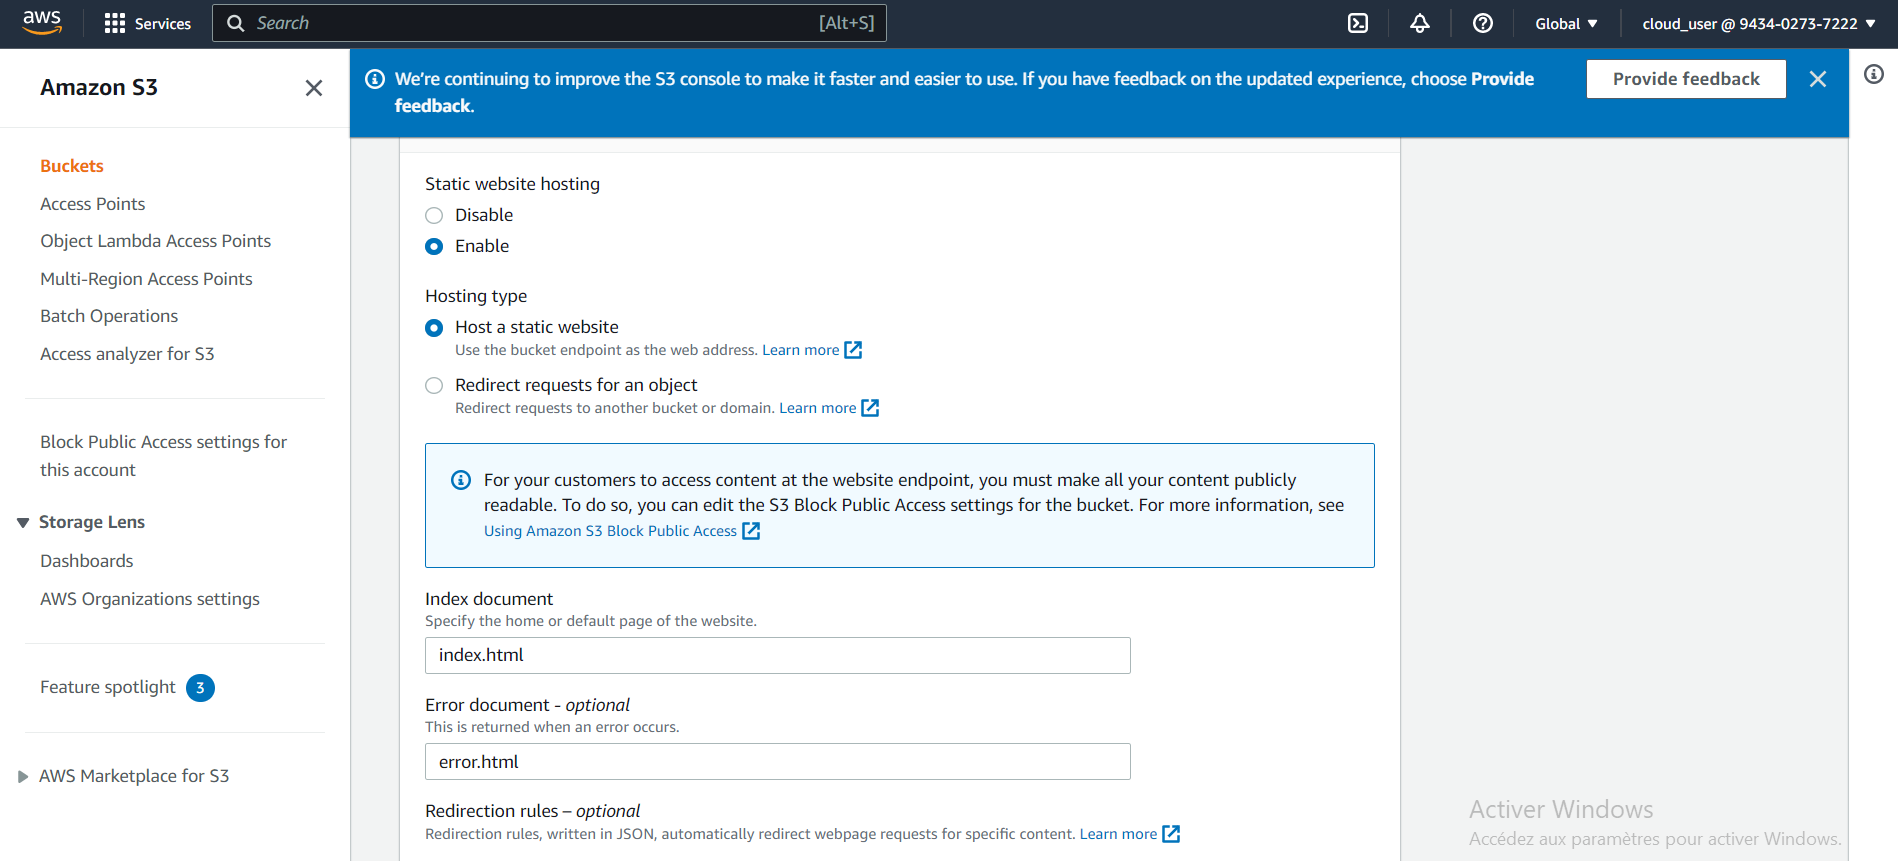 aws
Services
Search
[Alt+S]
Global
cloud_user @ 9434-0273-7222
Amazon S3
We're continuing to improve the S3 console to make it faster and easier to use. If you have feedback on the updated experience, choose Provide
feedback.
Provide feedback
Buckets
Access Points
Object Lambda Access Points
Multi-Region Access Points
Batch Operations
Access analyzer for S3
Block Public Access settings for
this account
Storage Lens
Dashboards
AWS Organizations settings
Feature spotlight 3
AWS Marketplace for S3
Static website hosting
Disable
Enable
Hosting type
Host a static website
Use the bucket endpoint as the web address. Learn more
Redirect requests for an object
Redirect requests to another bucket or domain. Learn more
For your customers to access content at the website endpoint, you must make all your content publicly
readable. To do so, you can edit the S3 Block Public Access settings for the bucket. For more information, see
Using Amazon S3 Block Public Access
Index document
Specify the home or default page of the website.
index.html
Error document - optional
This is returned when an error occurs.
error.html
Redirection rules – optional
Redirection rules, written in JSON, automatically redirect webpage requests for specific content. Learn more
Activer Windows
Accédez aux paramètres pour activer Windows.